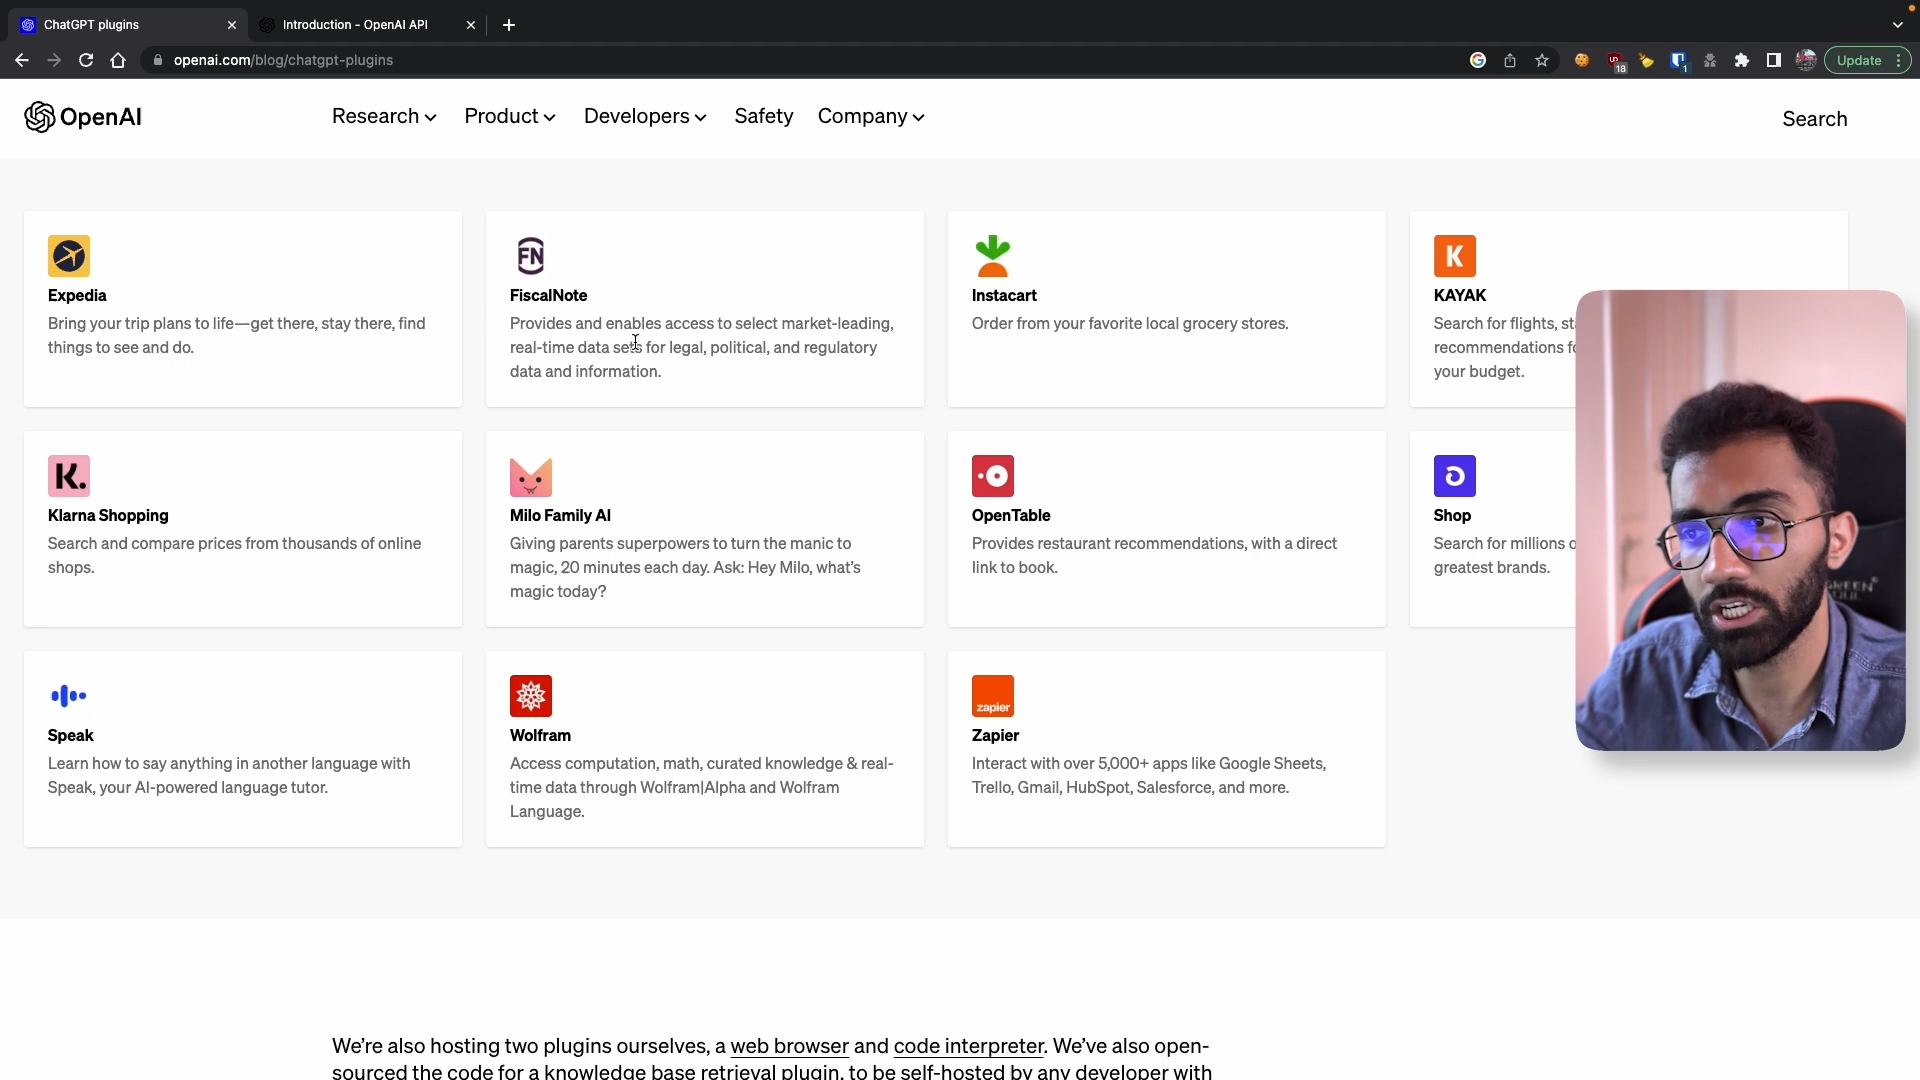 ChatGPT plugins
Introduction - OpenAI API
openai.com/blog/chatgpt-plugins
18
1
Update
OpenAI
Research
Product
Developers
Safety
Company
Search
Expedia
Bring your trip plans to life—get there, stay there, find
things to see and do.
FN
FiscalNote
Provides and enables access to select market-leading,
real-time data sets for legal, political, and regulatory
data and information.
Instacart
Order from your favorite local grocery stores.
K
KAYAK
Search for flights,
recommendations
your budget.
K.
Klarna Shopping
Search and compare prices from thousands of online
shops.
Milo Family AI
Giving parents superpowers to turn the manic to
magic, 20 minutes each day. Ask: Hey Milo, what’s
magic today?
OpenTable
Provides restaurant recommendations, with a direct
link to book.
Shop
Search for millions
greatest brands.
Speak
Learn how to say anything in another language with
Speak, your AI-powered language tutor.
Wolfram
Access computation, math, curated knowledge & real-
time data through Wolfram|Alpha and Wolfram
Language.
zapier
Zapier
Interact with over 5,000+ apps like Google Sheets,
Trello, Gmail, HubSpot, Salesforce, and more.
We’re also hosting two plugins ourselves, a web browser and code interpreter. We’ve also open-
sourced the code for a knowledge base retrieval plugin, to be self-hosted by any developer with